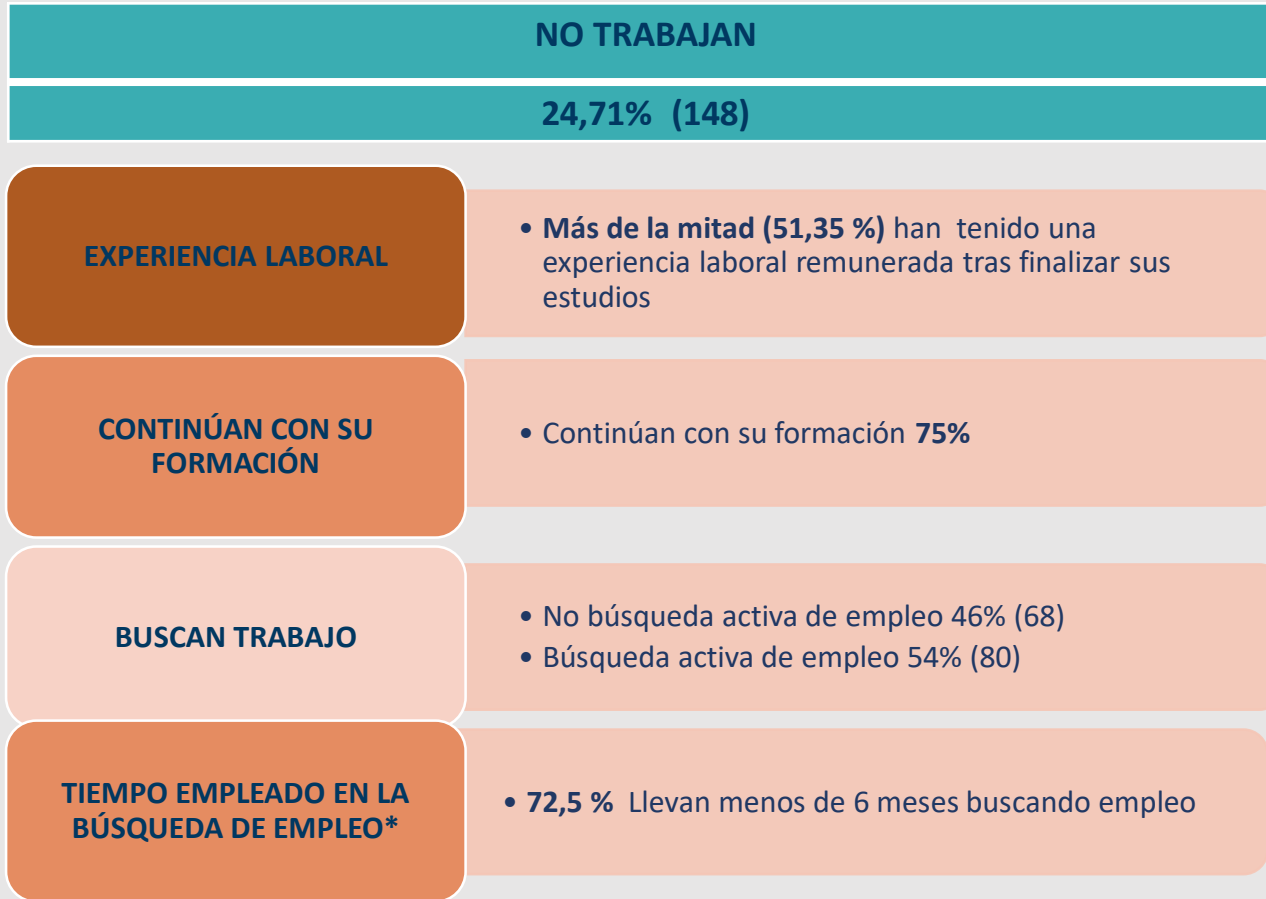 NO TRABAJAN
24,71% (148)
EXPERIENCIA LABORAL
• Más de la mitad (51,35 %) han tenido una
experiencia laboral remunerada tras finalizar sus
estudios
CONTINÚAN CON SU
FORMACIÓN
• Continúan con su formación 75%
BUSCAN TRABAJO
• No búsqueda activa de empleo 46% (68)
• Búsqueda activa de empleo 54% (80)
TIEMPO EMPLEADO EN LA
BÚSQUEDA DE EMPLEO*
• 72,5 % Llevan menos de 6 meses buscando empleo